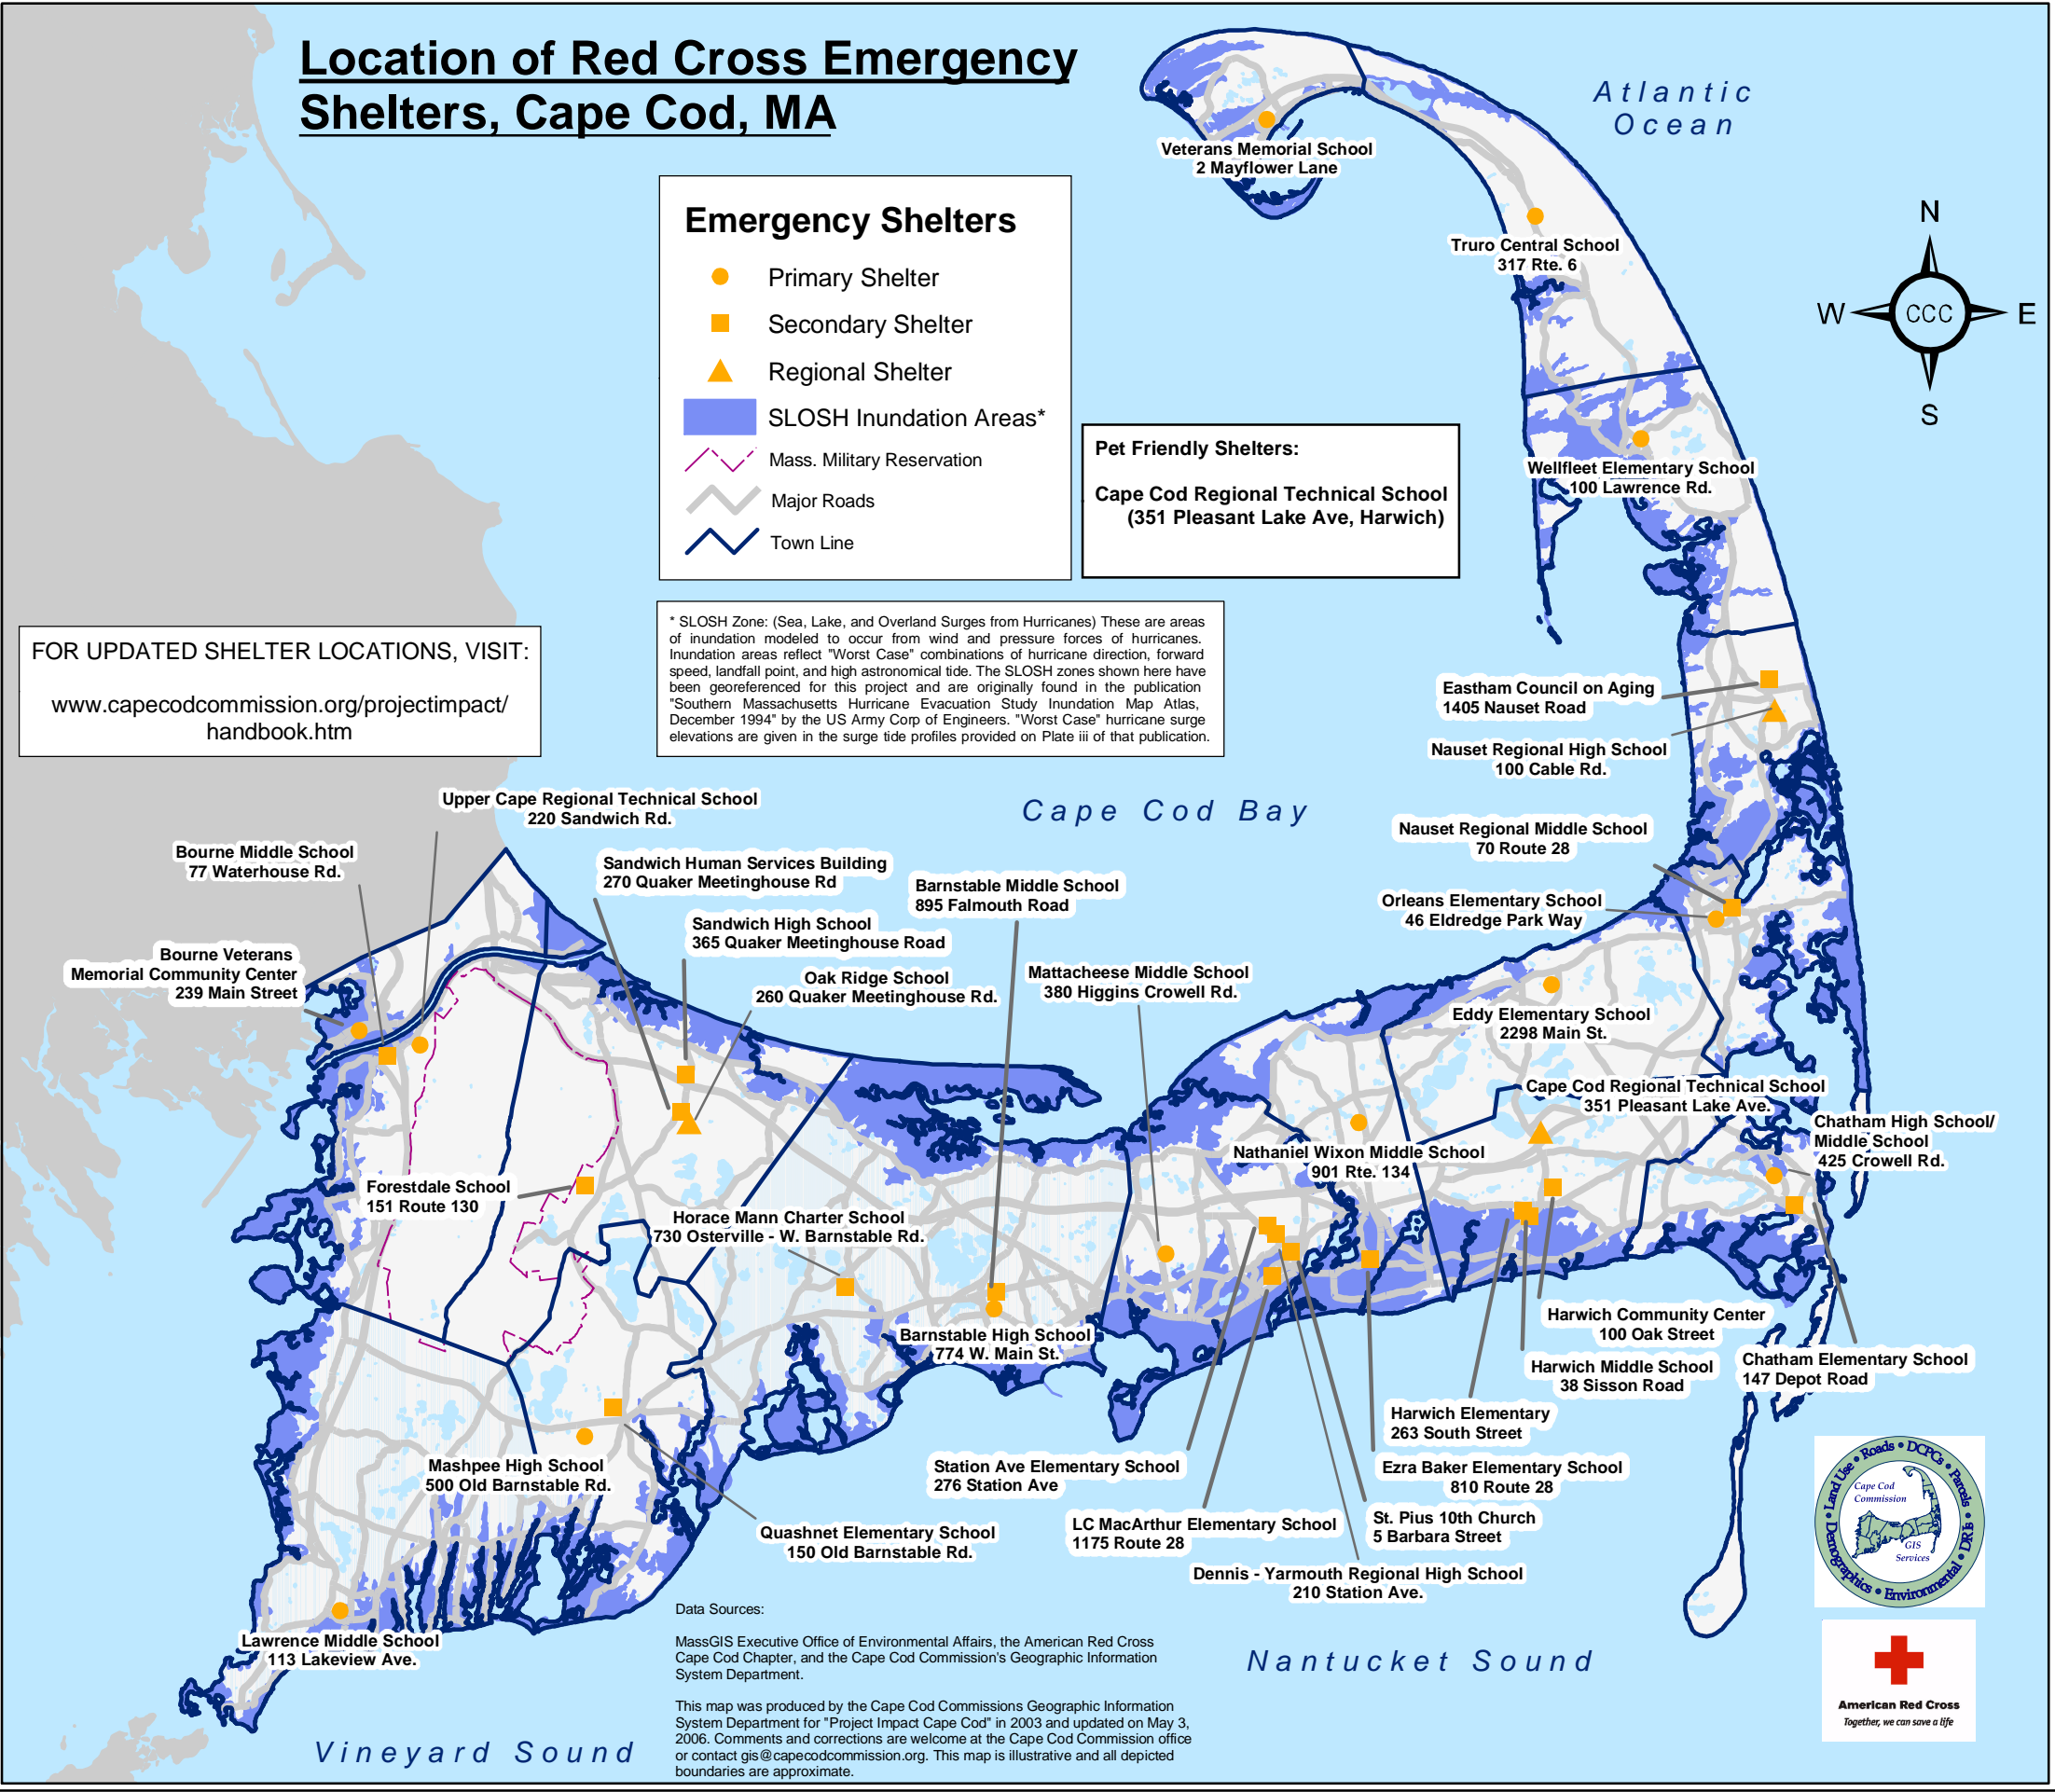 Location of Red Cross Emergency
Shelters, Cape Cod, MA
Atlantic
Ocean
Veterans Memorial School
2 Mayflower Lane
Emergency Shelters
Primary Shelter
Secondary Shelter
Regional Shelter
SLOSH Inundation Areas*
Mass. Military Reservation
Major Roads
Town Line
Truro Central School
317 Rte. 6
N
W
CCC
E
S
Pet Friendly Shelters:
Cape Cod Regional Technical School
(351 Pleasant Lake Ave, Harwich)
Wellfleet Elementary School
100 Lawrence Rd.
FOR UPDATED SHELTER LOCATIONS, VISIT:
www.capecodcommission.org/projectimpact/
handbook.htm
* SLOSH Zone: (Sea, Lake, and Overland Surges from Hurricanes) These are areas
of inundation modeled to occur from wind and pressure forces of hurricanes.
Inundation areas reflect "Worst Case" combinations of hurricane direction, forward
speed, landfall point, and high astronomical tide. The SLOSH zones shown here have
been georeferenced for this project and are originally found in the publication
"Southern Massachusetts Hurricane Evacuation Study Inundation Map Atlas,
December 1994" by the US Army Corp of Engineers. "Worst Case" hurricane surge
elevations are given in the surge tide profiles provided on Plate iii of that publication.
Eastham Council on Aging
1405 Nauset Road
Nauset Regional High School
100 Cable Rd.
Cape Cod Bay
Upper Cape Regional Technical School
220 Sandwich Rd.
Nauset Regional Middle School
70 Route 28
Bourne Middle School
77 Waterhouse Rd.
Sandwich Human Services Building
270 Quaker Meetinghouse Rd
Barnstable Middle School
895 Falmouth Road
Orleans Elementary School
46 Eldredge Park Way
Sandwich High School
365 Quaker Meetinghouse Road
Bourne Veterans
Memorial Community Center
239 Main Street
Oak Ridge School
260 Quaker Meetinghouse Rd.
Mattacheese Middle School
380 Higgins Crowell Rd.
Eddy Elementary School
2298 Main St.
Cape Cod Regional Technical School
351 Pleasant Lake Ave.
Chatham High School/
Middle School
425 Crowell Rd.
Nathaniel Wixon Middle School
901 Rte. 134
Forestdale School
151 Route 130
Horace Mann Charter School
730 Osterville - W. Barnstable Rd.
Barnstable High School
774 W. Main St.
Harwich Community Center
100 Oak Street
Harwich Middle School
38 Sisson Road
Chatham Elementary School
147 Depot Road
Harwich Elementary
263 South Street
Mashpee High School
500 Old Barnstable Rd.
Station Ave Elementary School
276 Station Ave
Ezra Baker Elementary School
810 Route 28
Quashnet Elementary School
150 Old Barnstable Rd.
LC MacArthur Elementary School
1175 Route 28
St. Pius 10th Church
5 Barbara Street
Dennis - Yarmouth Regional High School
210 Station Ave.
Lawrence Middle School
113 Lakeview Ave.
Data Sources:
MassGIS Executive Office of Environmental Affairs, the American Red Cross
Cape Cod Chapter, and the Cape Cod Commission's Geographic Information
System Department.
This map was produced by the Cape Cod Commissions Geographic Information
System Department for "Project Impact Cape Cod" in 2003 and updated on May 3,
2006. Comments and corrections are welcome at the Cape Cod Commission office
or contact gis@capecodcommission.org. This map is illustrative and all depicted
boundaries are approximate.
Nantucket Sound
Vineyard Sound
Land Use • Roads • DCPCs • Parcels • DRIs • Environmental • Demographics •
Cape Cod
Commission
GIS
Services
American Red Cross
Together, we can save a life